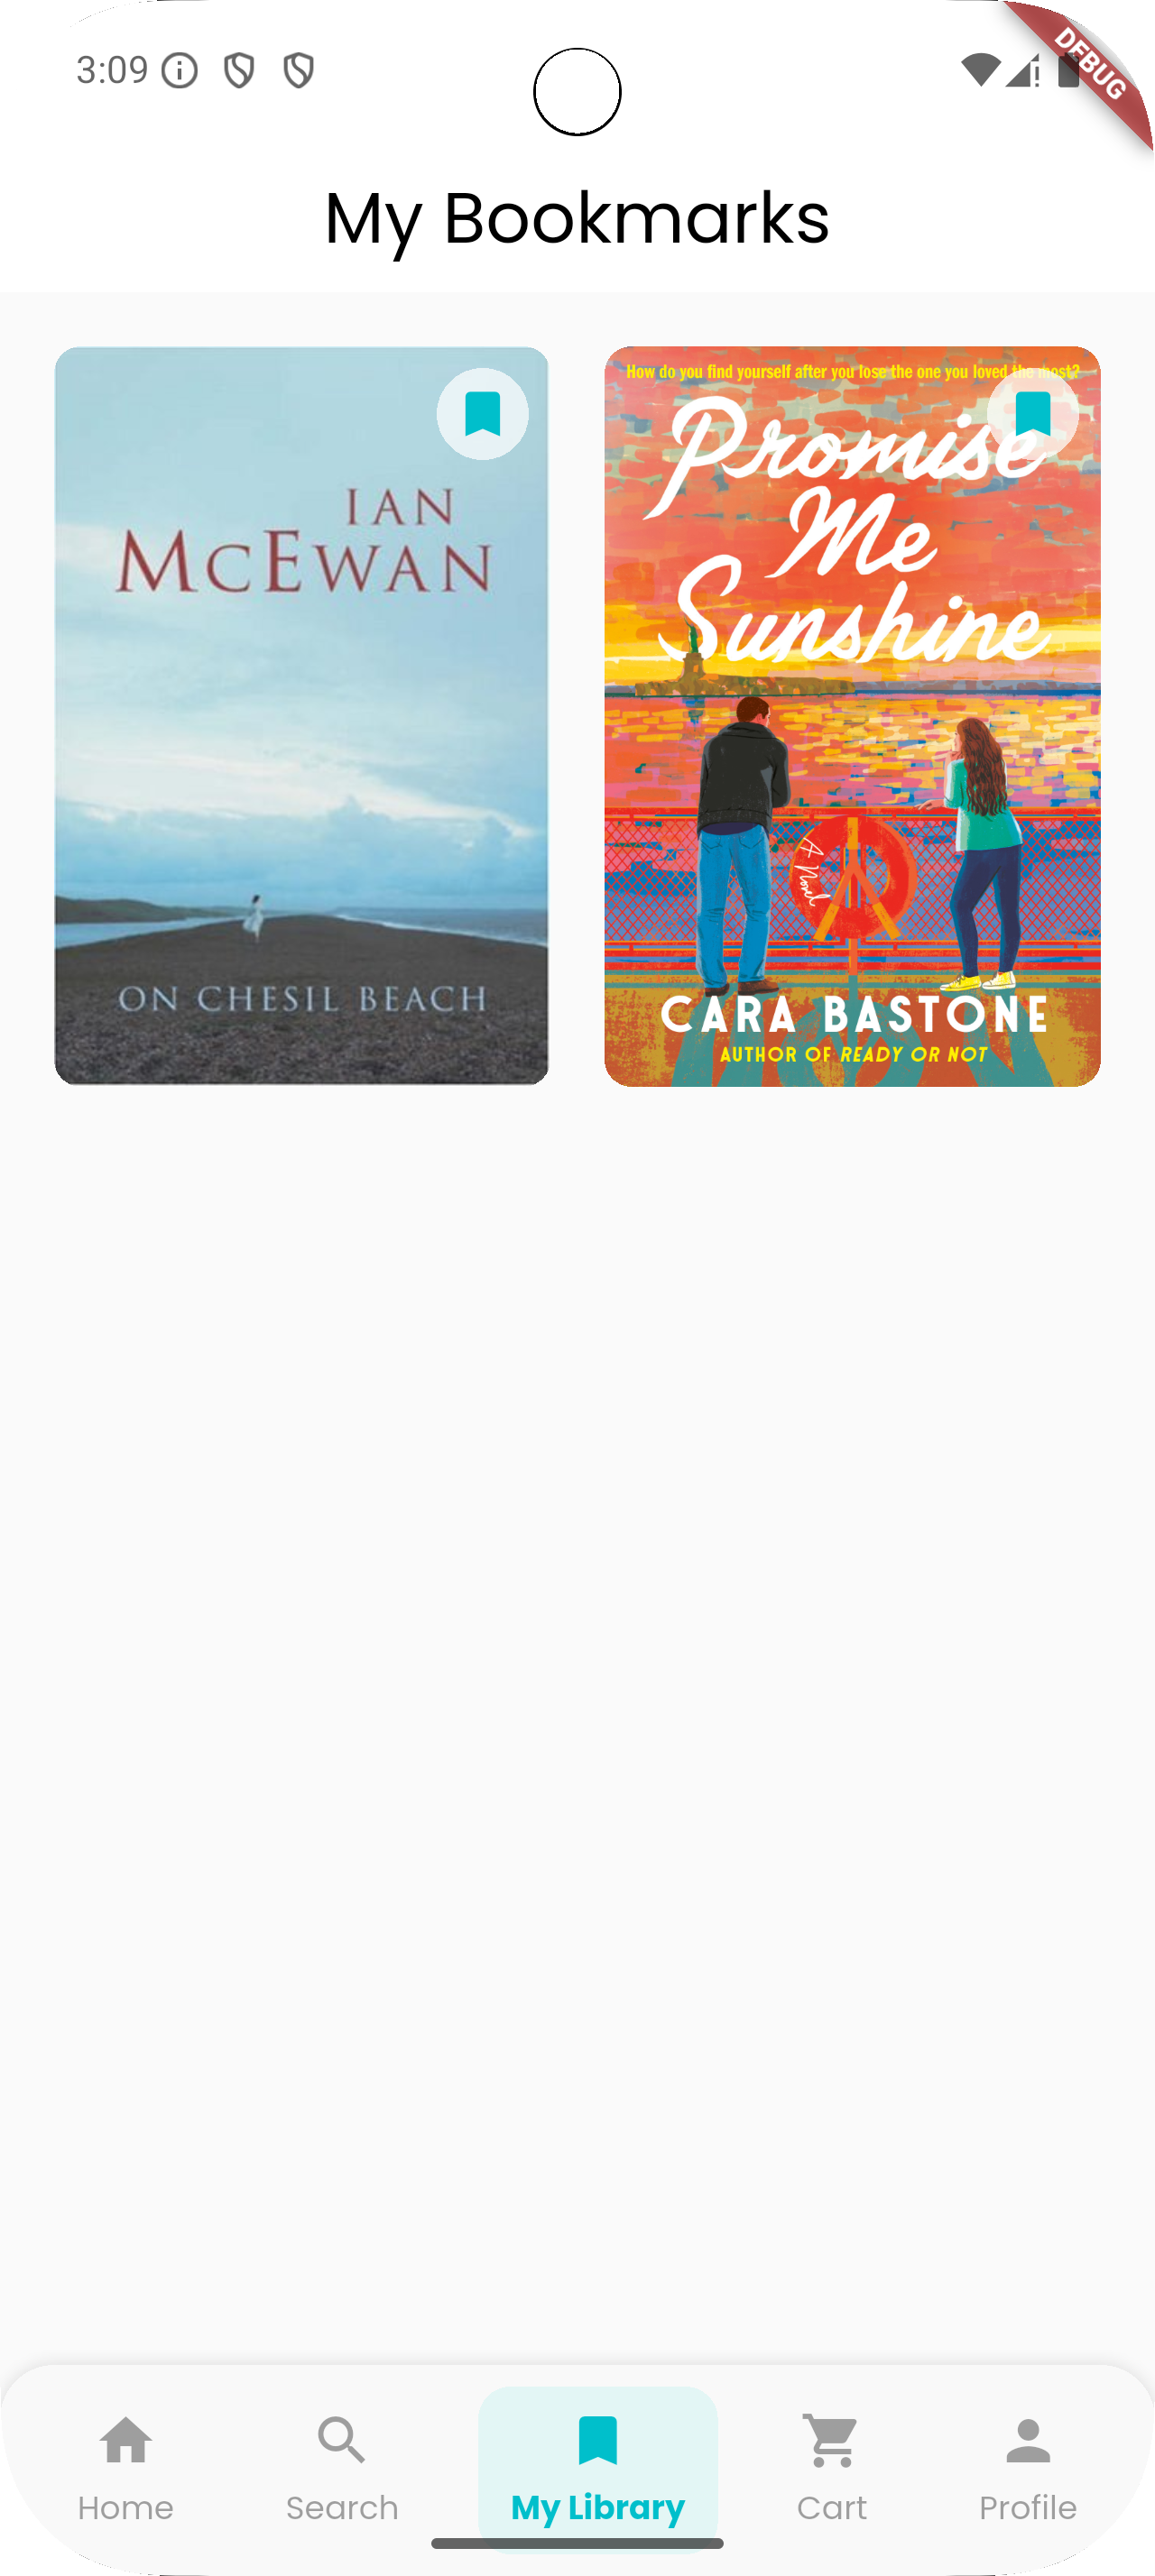 3:09
DEBUG
My Bookmarks
IAN
McEWAN
ON CHESIL BEACH
How do you find yourself after you lose the one you loved the most?
Promise
Me
Sunshine
A Novel
CARA BASTONE
AUTHOR OF READY OR NOT
Home
Search
My Library
Cart
Profile